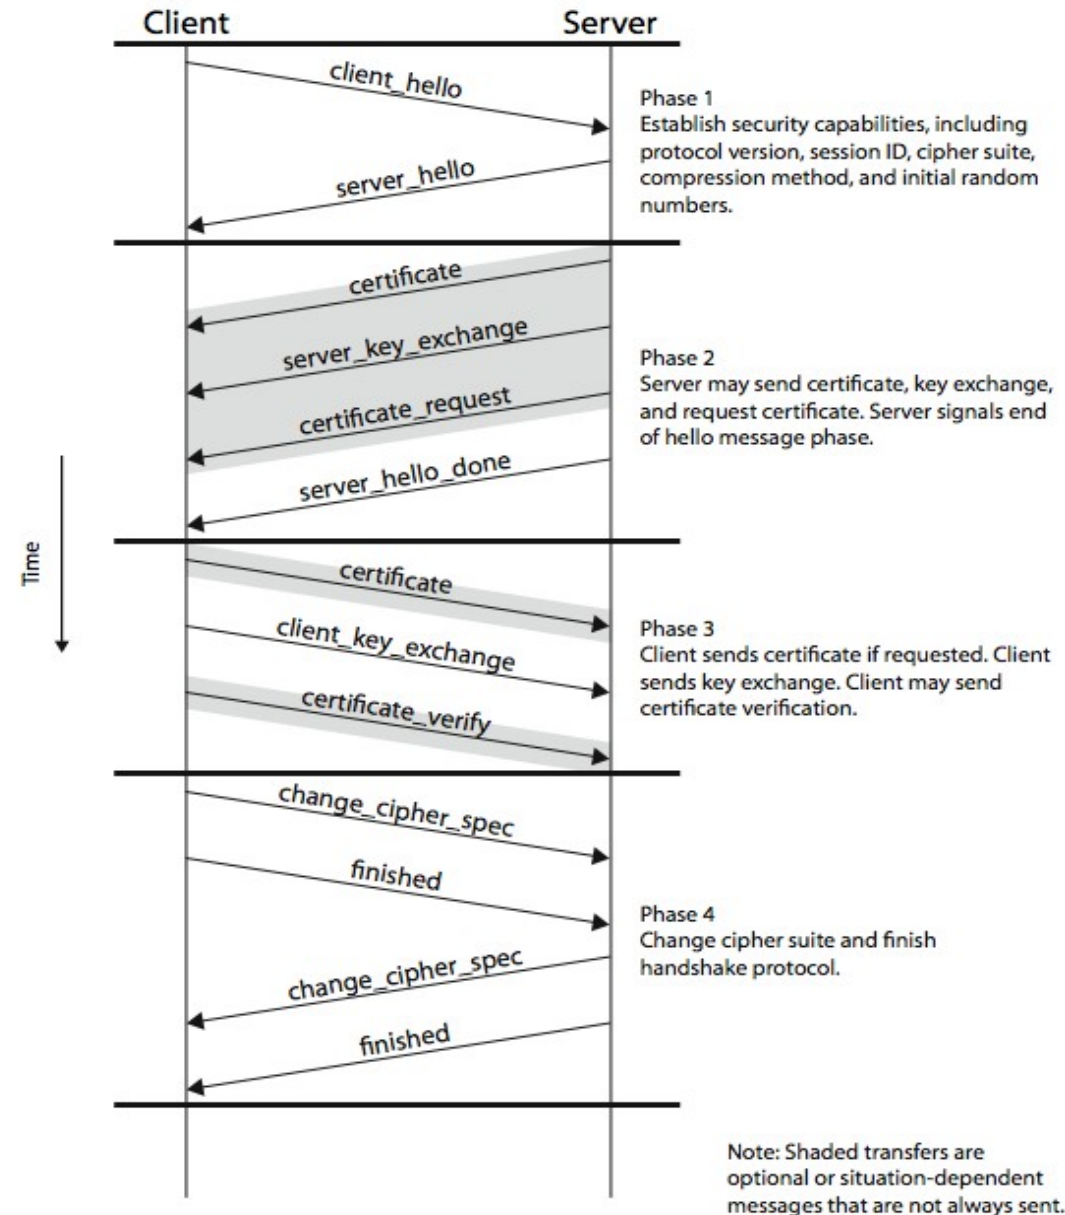 Client
Server
client_hello
server_hello
Phase 1
Establish security capabilities, including
protocol version, session ID, cipher suite,
compression method, and initial random
numbers.
certificate
server_key_exchange
certificate_request
server_hello_done
Phase 2
Server may send certificate, key exchange,
and request certificate. Server signals end
of hello message phase.
Time
certificate
client_key_exchange
certificate_verify
Phase 3
Client sends certificate if requested. Client
sends key exchange. Client may send
certificate verification.
change_cipher_spec
finished
change_cipher_spec
finished
Phase 4
Change cipher suite and finish
handshake protocol.
Note: Shaded transfers are
optional or situation-dependent
messages that are not always sent.